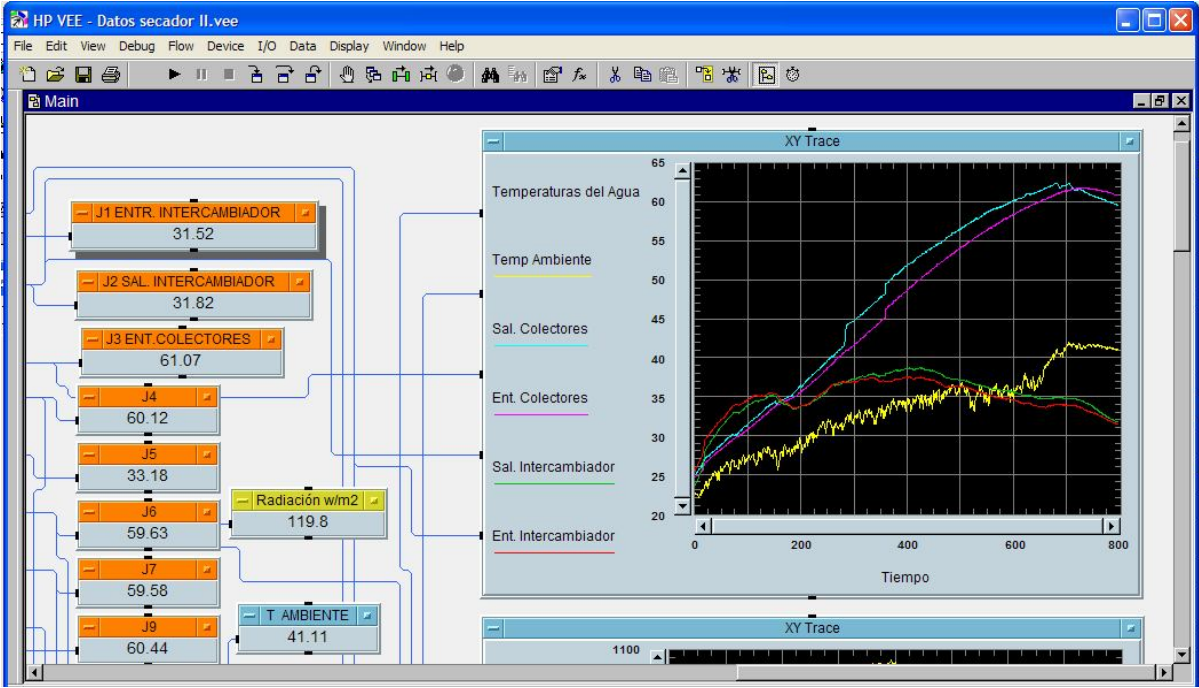 HP VEE - Datos secador II.vee
File Edit View Debug Flow Device I/O Data Display Window Help
Main
J1 ENTR. INTERCAMBIADOR
31.52
J2 SAL. INTERCAMBIADOR
31.82
J3 ENT.COLECTORES
61.07
J4
60.12
J5
33.18
J6
59.63
J7
59.58
J9
60.44
Radiación w/m2
119.8
T AMBIENTE
41.11
XY Trace
Temperaturas del Agua
Temp Ambiente
Sal. Colectores
Ent. Colectores
Sal. Intercambiador
Ent. Intercambiador
65
60
55
50
45
40
35
30
25
20
0 200 400 600 800
Tiempo
XY Trace
1100